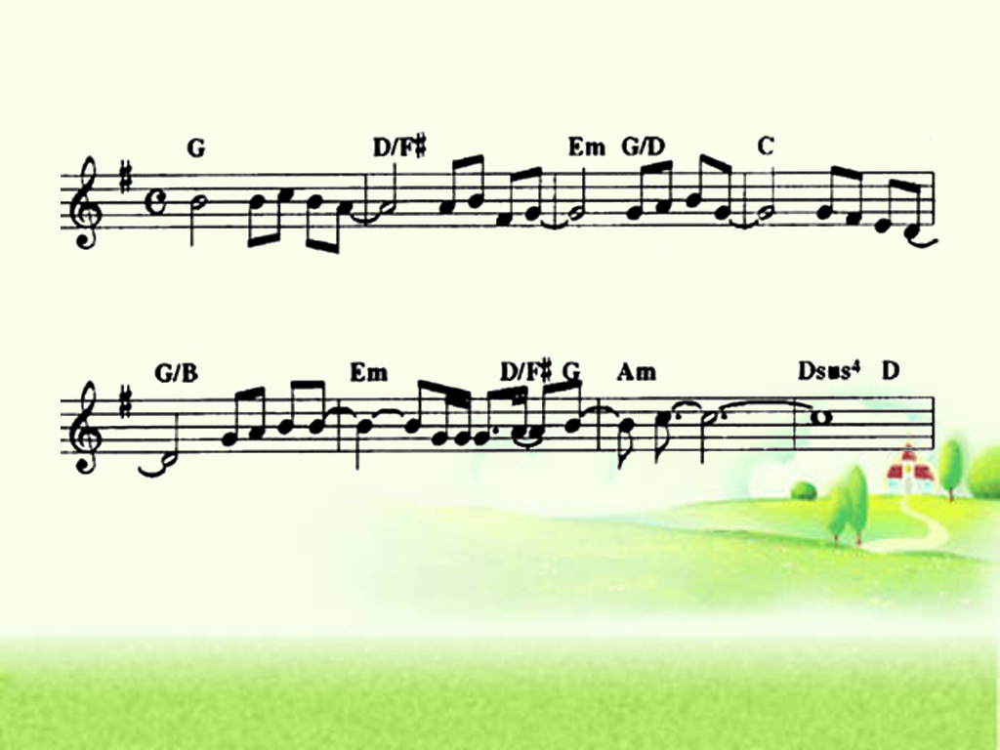 G D/F♯ Em G/D C
G/B Em D/F♯ G Am Dsus⁴ D